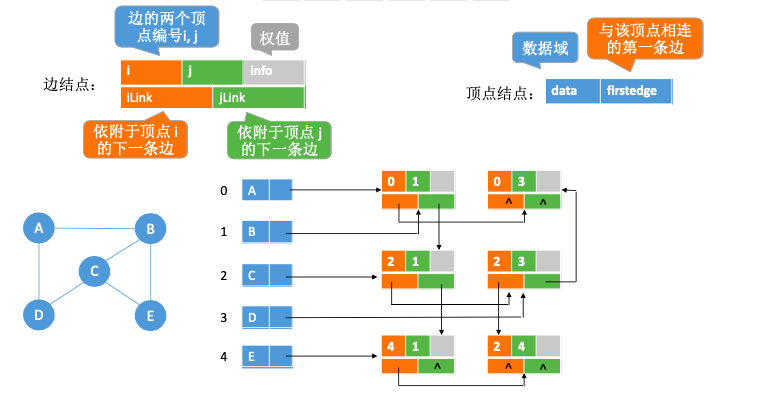 边的两个顶
点编号i, j
权值
数据域
与该顶点相连
的第一条边
边结点：
i j info
iLink jLink
顶点结点：
data firstedge
依附于顶点 i
的下一条边
依附于顶点 j
的下一条边
0 A
0 1
0 3
^ ^
1 B
2 C
2 1
2 3
3 D
4 E
4 1
^
2 4
^ ^
A
B
C
D
E